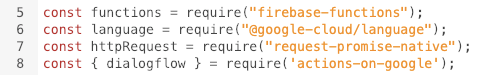 5 const functions = require("firebase-functions");
6 const language = require("@google-cloud/language");
7 const httpRequest = require("request-promise-native");
8 const { dialogflow } = require('actions-on-google');